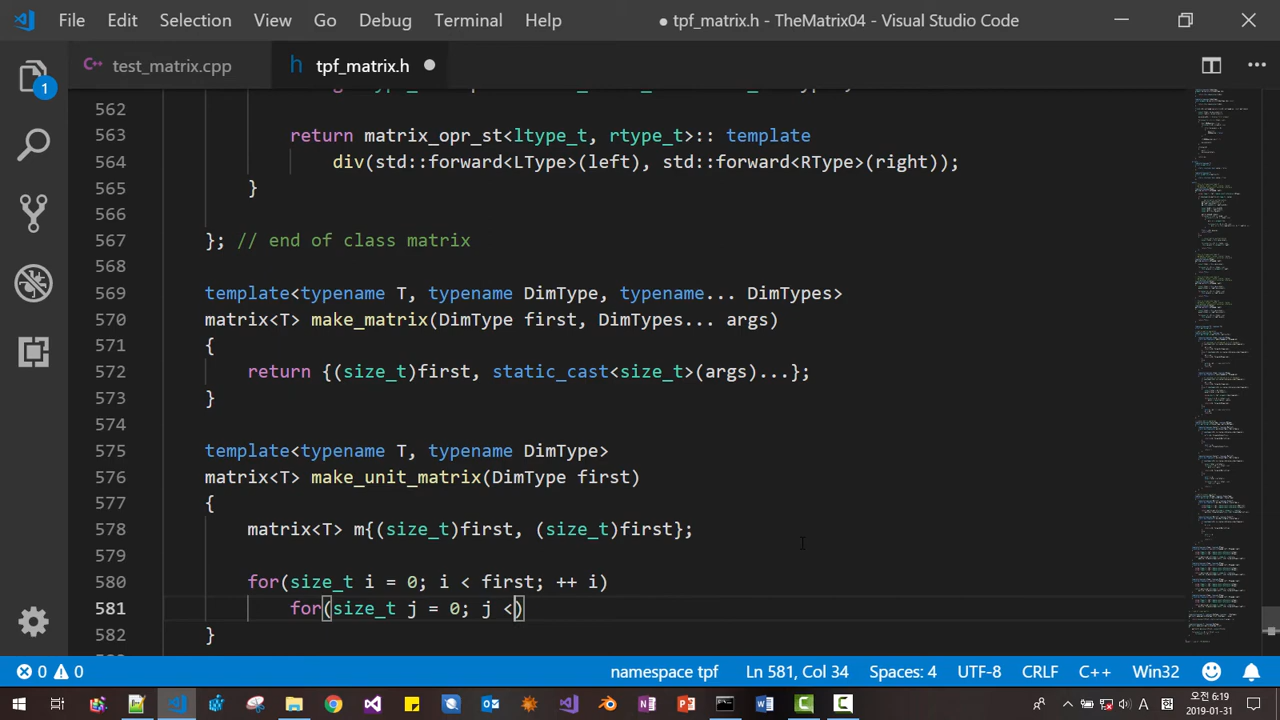 File Edit Selection View Go Debug Terminal Help
● tpf_matrix.h - TheMatrix04 - Visual Studio Code
test_matrix.cpp
tpf_matrix.h
1
562
563 return matrix opr_st<ltype_t, rtype_t>:: template
564 div(std::forward<LType>(left), std::forward<RType>(right));
565 }
566
567 }; // end of class matrix
568
569 template<typename T, typename DimType, typename... DimTypes>
570 matrix<T> make_matrix(DimType first, DimTypes... args)
571 {
572 return {(size_t)first, static_cast<size_t>(args)...};
573 }
574
575 template<typename T, typename DimType>
576 matrix<T> make_unit_matrix(DimType first)
577 {
578 matrix<T> m{(size_t)first, (size_t)first};
579
580 for(size_t i = 0; i < first; ++ i)
581 for(size_t j = 0; j )
582 }
0 0
namespace tpf Ln 581, Col 34 Spaces: 4 UTF-8 CRLF C++ Win32
오전 6:19
2019-01-31